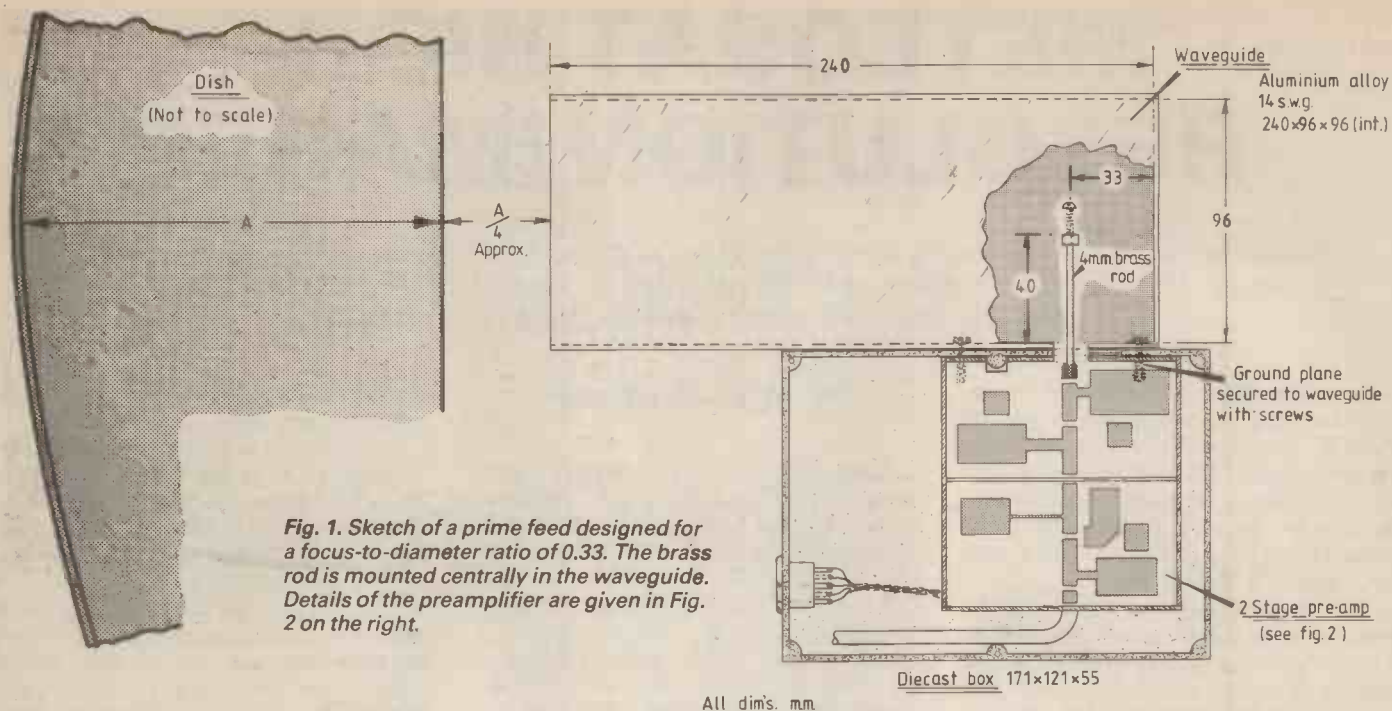 Dish
(Not to scale)
A
A
4
Approx.
240
Waveguide
Aluminium alloy
14 s.w.g.
240×96×96 (int.)
33
96
40
4m.m. brass
rod
Ground plane
secured to waveguide
with screws
2 Stage pre-amp
(see fig. 2)
Diecast box 171×121×55
All dim's. mm
Fig. 1. Sketch of a prime feed designed for
a focus-to-diameter ratio of 0.33. The brass
rod is mounted centrally in the waveguide.
Details of the preamplifier are given in Fig.
2 on the right.